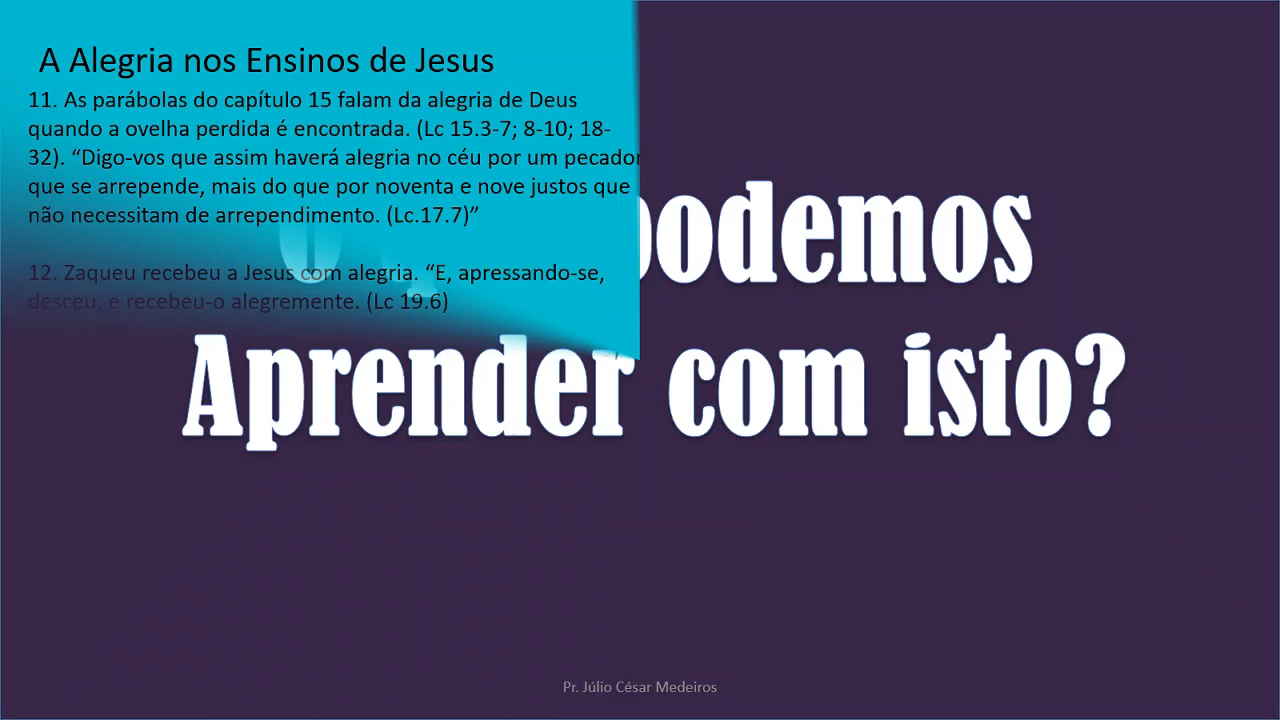 A Alegria nos Ensinos de Jesus
11. As parábolas do capítulo 15 falam da alegria de Deus
quando a ovelha perdida é encontrada. (Lc 15.3-7; 8-10; 18-
32). “Digo-vos que assim haverá alegria no céu por um pecador
que se arrepende, mais do que por noventa e nove justos que
não necessitam de arrependimento. (Lc.17.7)”
12. Zaqueu recebeu a Jesus com alegria. “E, apressando-se,
desceu, e recebeu-o alegremente. (Lc 19.6)
podemos
Aprender com isto?
Pr. Júlio César Medeiros